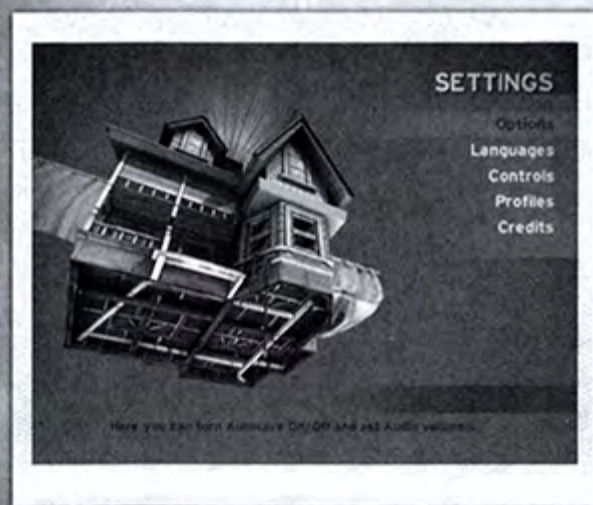 SETTINGS
Options
Languages
Controls
Profiles
Credits
Here you can turn Autosave On/Off and set Audio volumes.